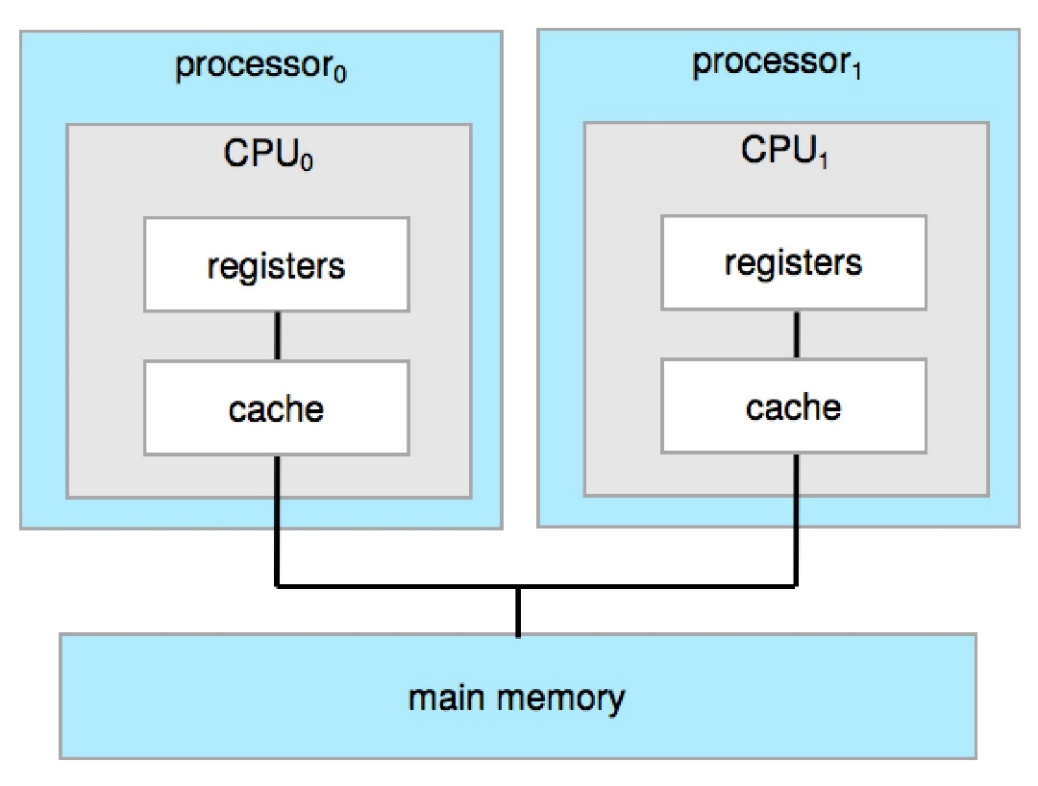 processor₀
CPU₀
registers
cache
processor₁
CPU₁
registers
cache
main memory